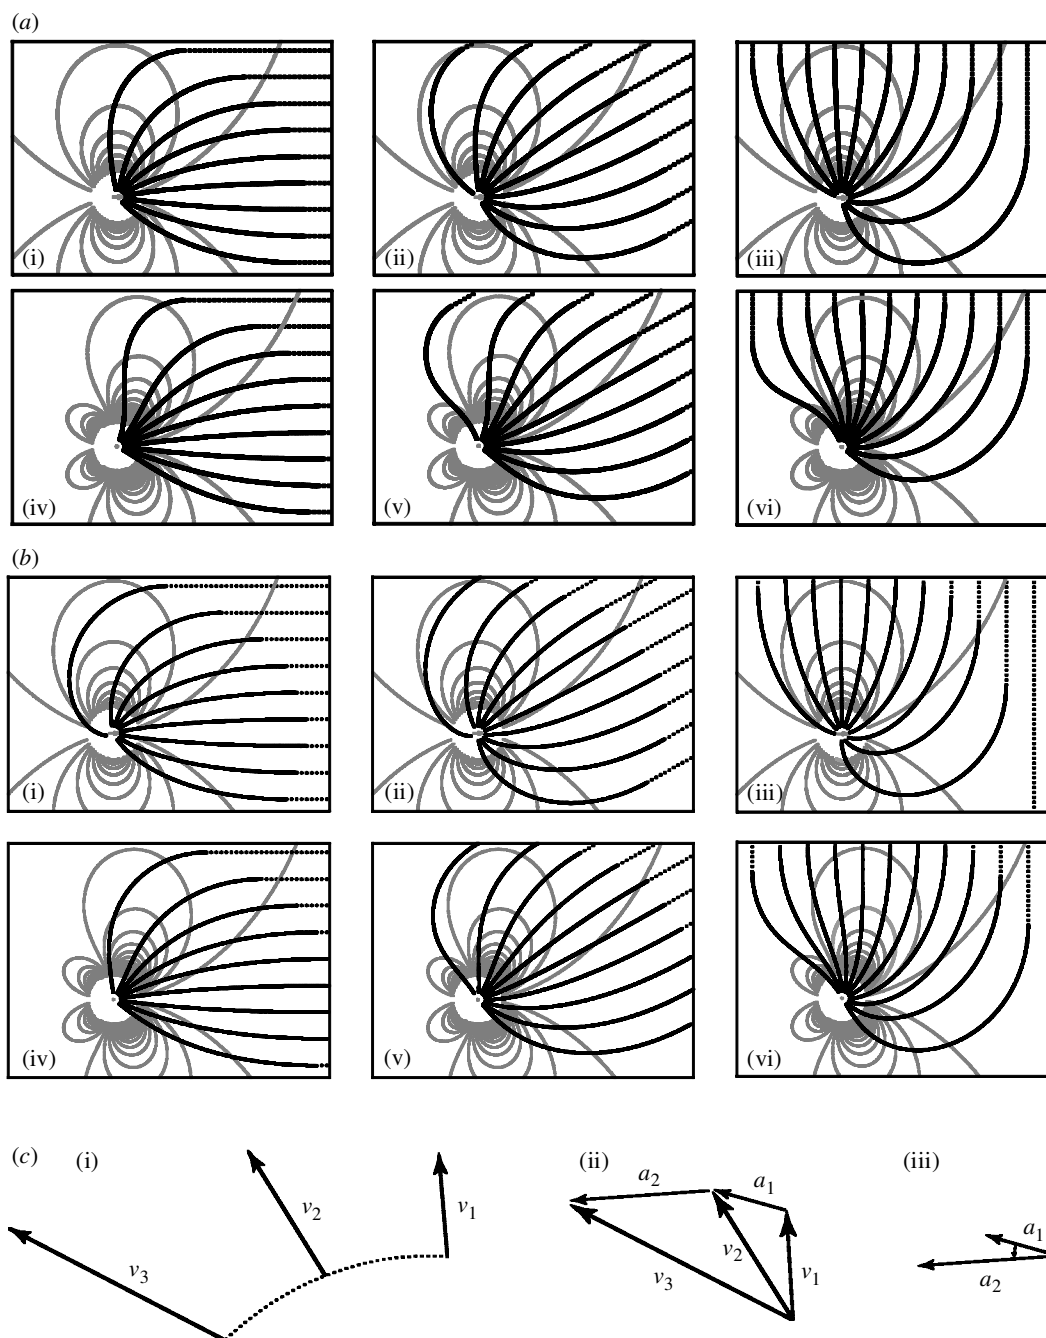 (a)
(i) (ii) (iii)
(iv) (v) (vi)
(b)
(i) (ii) (iii)
(iv) (v) (vi)
(c) (i) (ii) (iii)
v3 v2 v1
a2 a1
v3 v2 v1
a1
a2